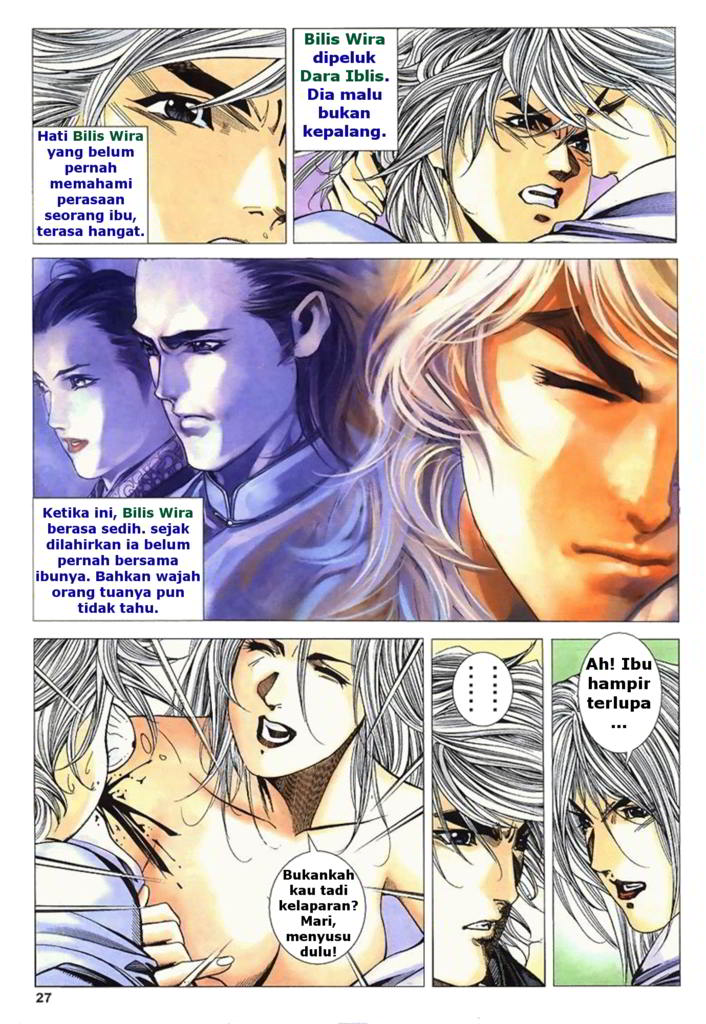 Hati Bilis Wira
yang belum
pernah
memahami
perasaan
seorang ibu,
terasa hangat.
Bilis Wira
dipeluk
Dara Iblis.
Dia malu
bukan
kepalang.
Ketika ini, Bilis Wira
berasa sedih. sejak
dilahirkan ia belum
pernah bersama
ibunya. Bahkan wajah
orang tuanya pun
tidak tahu.
Bukankah
kau tadi
kelaparan?
Mari,
menyusu
dulu!
Ah! Ibu
hampir
terlupa
...
27